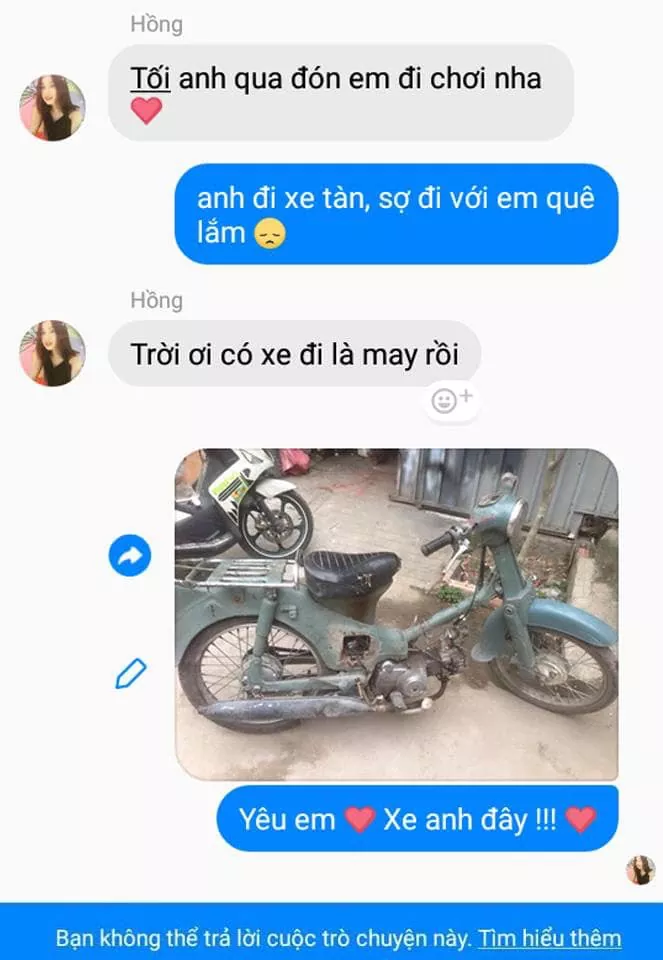 Hồng
Tối anh qua đón em đi chơi nha
❤️
anh đi xe tàn, sợ đi với em quê
lắm 😞
Hồng
Trời ơi có xe đi là may rồi
Yêu em ❤️ Xe anh đây !!! ❤️
Bạn không thể trả lời cuộc trò chuyện này. Tìm hiểu thêm